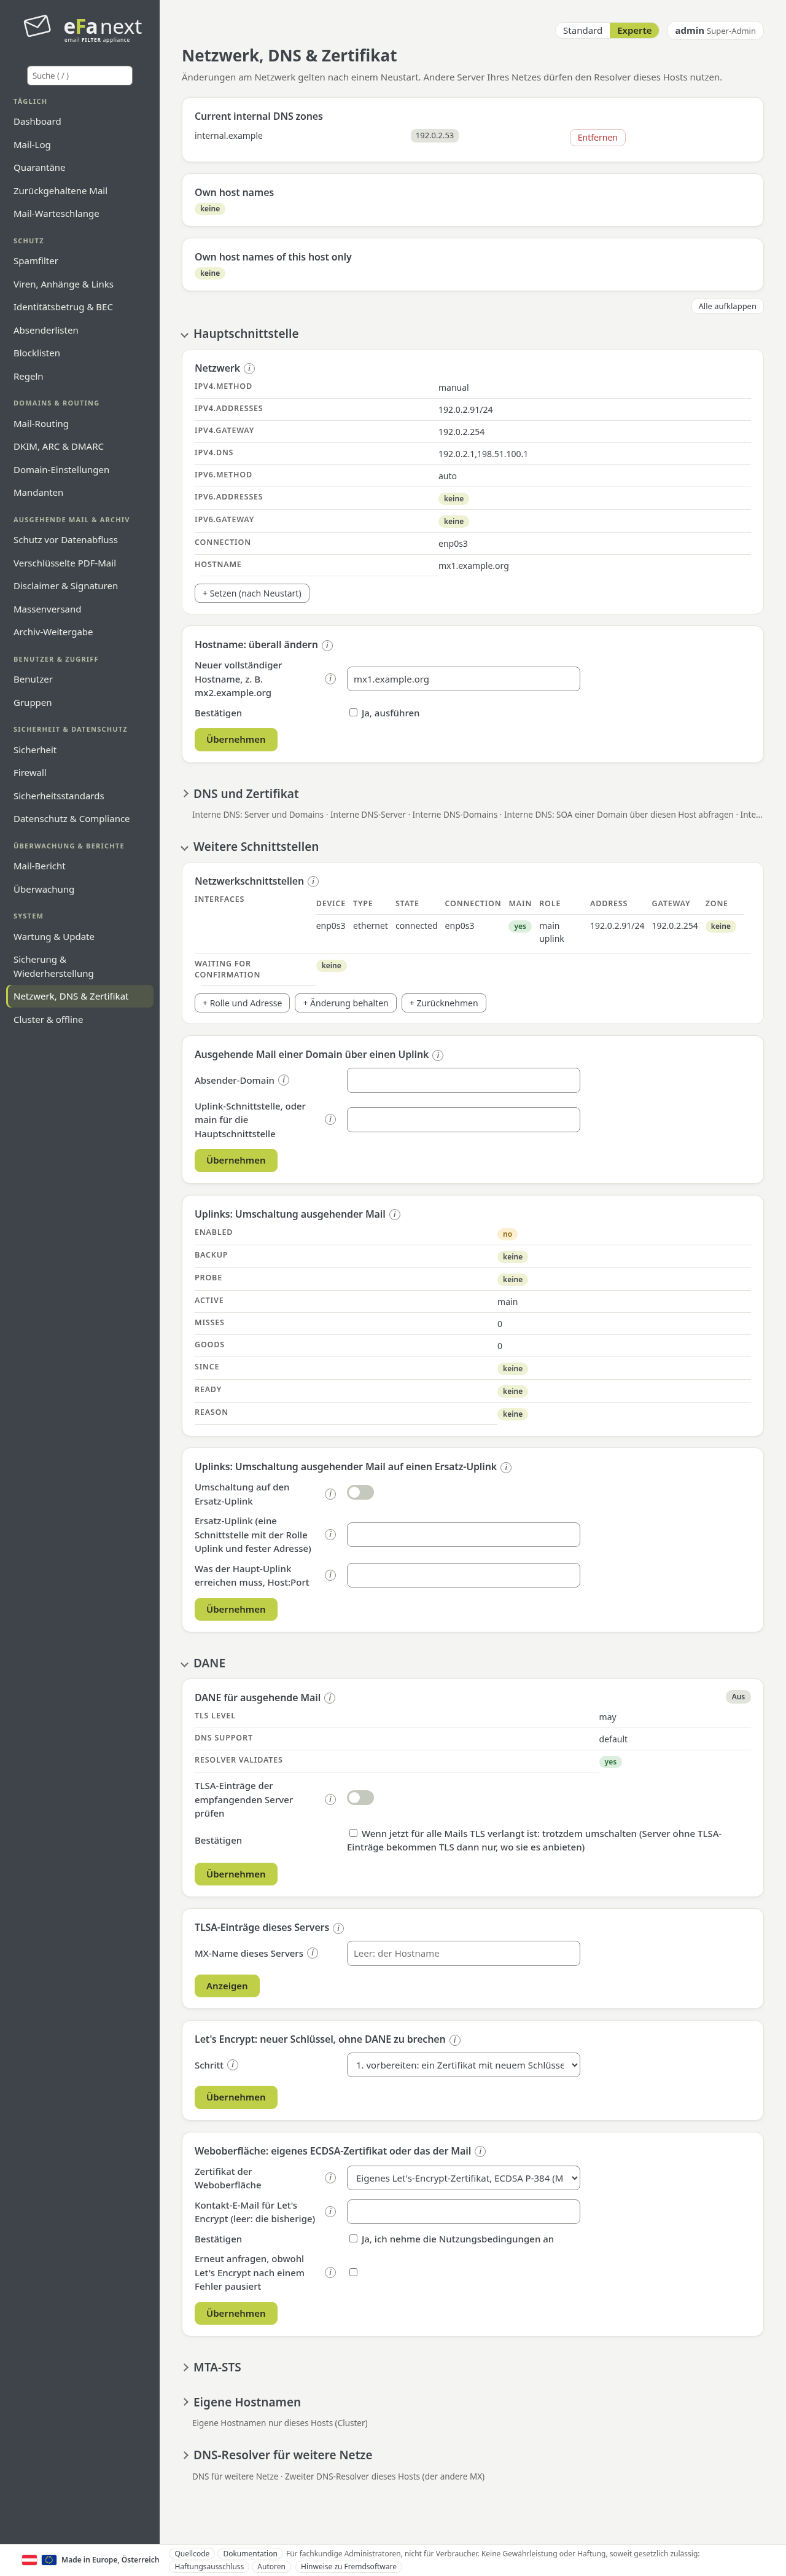 eFa next
email FILTER appliance
Suche ( / )
TÄGLICH
Dashboard
Mail-Log
Quarantäne
Zurückgehaltene Mail
Mail-Warteschlange
SCHUTZ
Spamfilter
Viren, Anhänge & Links
Identitätsbetrug & BEC
Absenderlisten
Blocklisten
Regeln
DOMAINS & ROUTING
Mail-Routing
DKIM, ARC & DMARC
Domain-Einstellungen
Mandanten
AUSGEHENDE MAIL & ARCHIV
Schutz vor Datenabfluss
Verschlüsselte PDF-Mail
Disclaimer & Signaturen
Massenversand
Archiv-Weitergabe
BENUTZER & ZUGRIFF
Benutzer
Gruppen
SICHERHEIT & DATENSCHUTZ
Sicherheit
Firewall
Sicherheitsstandards
Datenschutz & Compliance
ÜBERWACHUNG & BERICHTE
Mail-Bericht
Überwachung
SYSTEM
Wartung & Update
Sicherung &
Wiederherstellung
Netzwerk, DNS & Zertifikat
Cluster & offline
Standard Experte admin Super-Admin
Netzwerk, DNS & Zertifikat
Änderungen am Netzwerk gelten nach einem Neustart. Andere Server Ihres Netzes dürfen den Resolver dieses Hosts nutzen.
Current internal DNS zones
internal.example 192.0.2.53 Entfernen
Own host names
keine
Own host names of this host only
keine
Alle aufklappen
Hauptschnittstelle
Netzwerk i
IPV4.METHOD manual
IPV4.ADDRESSES 192.0.2.91/24
IPV4.GATEWAY 192.0.2.254
IPV4.DNS 192.0.2.1,198.51.100.1
IPV6.METHOD auto
IPV6.ADDRESSES keine
IPV6.GATEWAY keine
CONNECTION enp0s3
HOSTNAME mx1.example.org
+ Setzen (nach Neustart)
Hostname: überall ändern i
Neuer vollständiger
Hostname, z. B. i mx1.example.org
mx2.example.org
Bestätigen Ja, ausführen
Übernehmen
DNS und Zertifikat
Interne DNS: Server und Domains · Interne DNS-Server · Interne DNS-Domains · Interne DNS: SOA einer Domain über diesen Host abfragen · Inte...
Weitere Schnittstellen
Netzwerkschnittstellen i
INTERFACES DEVICE TYPE STATE CONNECTION MAIN ROLE ADDRESS GATEWAY ZONE
enp0s3 ethernet connected enp0s3 yes main 192.0.2.91/24 192.0.2.254 keine
uplink
WAITING FOR keine
CONFIRMATION
+ Rolle und Adresse + Änderung behalten + Zurücknehmen
Ausgehende Mail einer Domain über einen Uplink i
Absender-Domain i
Uplink-Schnittstelle, oder
main für die i
Hauptschnittstelle
Übernehmen
Uplinks: Umschaltung ausgehender Mail i
ENABLED no
BACKUP keine
PROBE keine
ACTIVE main
MISSES 0
GOODS 0
SINCE keine
READY keine
REASON keine
Uplinks: Umschaltung ausgehender Mail auf einen Ersatz-Uplink i
Umschaltung auf den i
Ersatz-Uplink
Ersatz-Uplink (eine
Schnittstelle mit der Rolle i
Uplink und fester Adresse)
Was der Haupt-Uplink i
erreichen muss, Host:Port
Übernehmen
DANE
DANE für ausgehende Mail i Aus
TLS LEVEL may
DNS SUPPORT default
RESOLVER VALIDATES yes
TLSA-Einträge der
empfangenden Server i
prüfen
Bestätigen Wenn jetzt für alle Mails TLS verlangt ist: trotzdem umschalten (Server ohne TLSA-
Einträge bekommen TLS dann nur, wo sie es anbieten)
Übernehmen
TLSA-Einträge dieses Servers i
MX-Name dieses Servers i Leer: der Hostname
Anzeigen
Let's Encrypt: neuer Schlüssel, ohne DANE zu brechen i
Schritt i 1. vorbereiten: ein Zertifikat mit neuem Schlüsse
Übernehmen
Weboberfläche: eigenes ECDSA-Zertifikat oder das der Mail i
Zertifikat der i Eigenes Let's-Encrypt-Zertifikat, ECDSA P-384 (M
Weboberfläche
Kontakt-E-Mail für Let's i
Encrypt (leer: die bisherige)
Bestätigen Ja, ich nehme die Nutzungsbedingungen an
Erneut anfragen, obwohl
Let's Encrypt nach einem i
Fehler pausiert
Übernehmen
MTA-STS
Eigene Hostnamen
Eigene Hostnamen nur dieses Hosts (Cluster)
DNS-Resolver für weitere Netze
DNS für weitere Netze · Zweiter DNS-Resolver dieses Hosts (der andere MX)
Made in Europe, Österreich
Quellcode Dokumentation Für fachkundige Administratoren, nicht für Verbraucher. Keine Gewährleistung oder Haftung, soweit gesetzlich zulässig:
Haftungsausschluss Autoren Hinweise zu Fremdsoftware